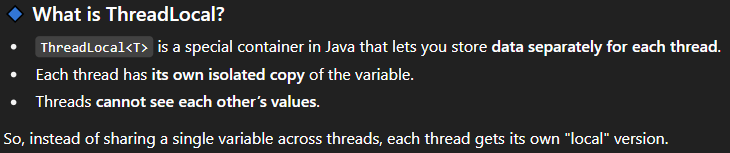 What is ThreadLocal?
• ThreadLocal<T> is a special container in Java that lets you store data separately for each thread.
• Each thread has its own isolated copy of the variable.
• Threads cannot see each other’s values.
So, instead of sharing a single variable across threads, each thread gets its own "local" version.